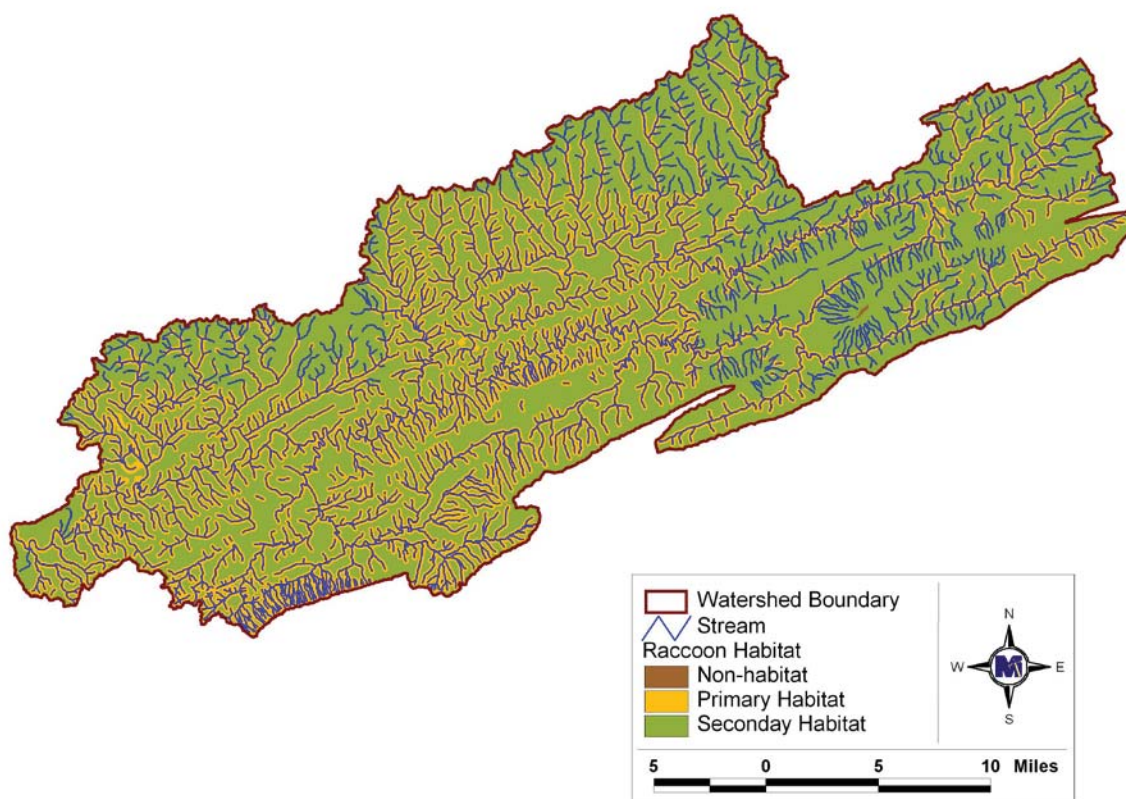 Watershed Boundary
Stream
Raccoon Habitat
Non-habitat
Primary Habitat
Seconday Habitat
N
W E
S
M
5 0 5 10 Miles